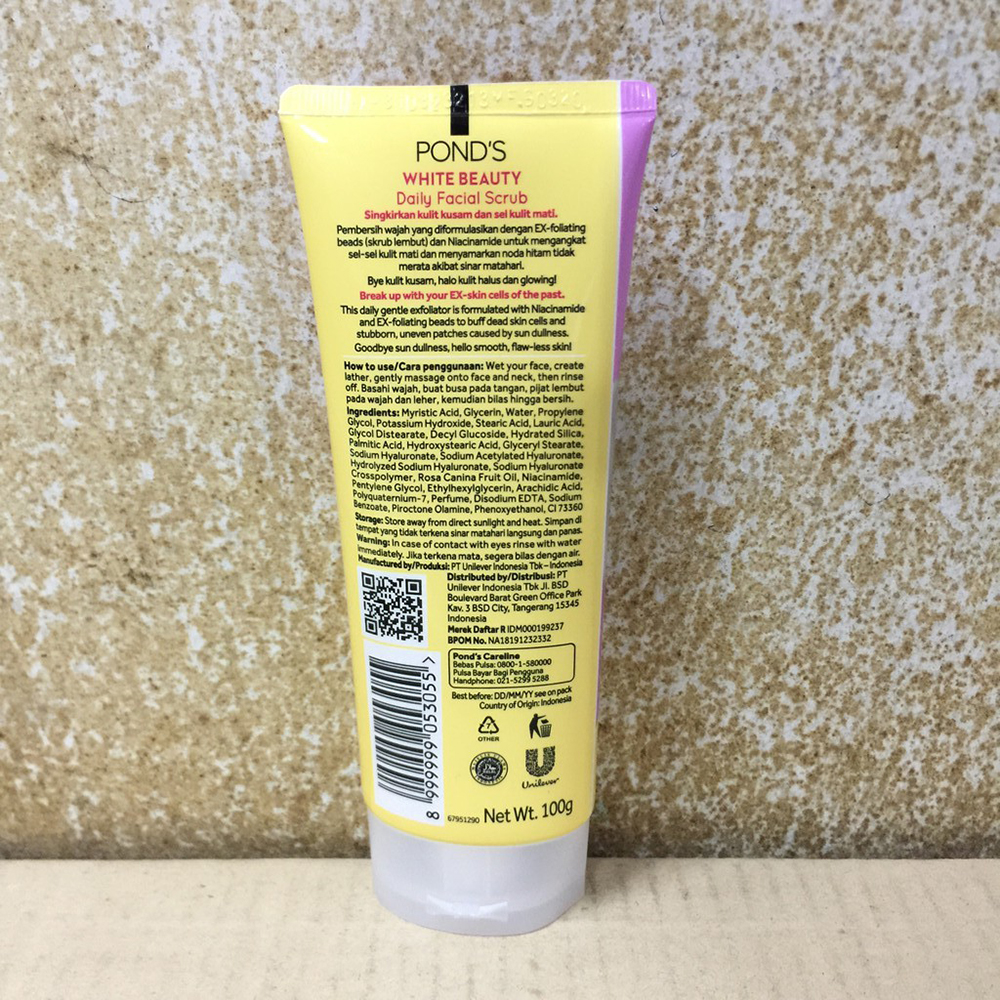 POND'S
WHITE BEAUTY
Daily Facial Scrub
Singkirkan kulit kusam dan sel kulit mati.
Pembersih wajah yang diformulasikan dengan EX-foliating
beads (skrub lembut) dan Niacinamide untuk mengangkat
sel-sel kulit mati dan menyamarkan noda hitam tidak
merata akibat sinar matahari.
Bye kulit kusam, halo kulit halus dan glowing!
Break up with your EX-skin cells of the past.
This daily gentle exfoliator is formulated with Niacinamide
and EX-foliating beads to buff dead skin cells and
stubborn, uneven patches caused by sun dullness.
Goodbye sun dullness, hello smooth, flaw-less skin!
How to use/Cara penggunaan: Wet your face, create
lather, gently massage onto face and neck, then rinse
off. Basahi wajah, buat busa pada tangan, pijat lembut
pada wajah dan leher, kemudian bilas hingga bersih.
Ingredients: Myristic Acid, Glycerin, Water, Propylene
Glycol, Potassium Hydroxide, Stearic Acid, Lauric Acid,
Glycol Distearate, Decyl Glucoside, Hydrated Silica,
Palmitic Acid, Hydroxystearic Acid, Glyceryl Stearate,
Sodium Hyaluronate, Sodium Acetylated Hyaluronate,
Hydrolyzed Sodium Hyaluronate, Sodium Hyaluronate
Crosspolymer, Rosa Canina Fruit Oil, Niacinamide,
Pentylene Glycol, Ethylhexylglycerin, Arachidic Acid,
Polyquaternium-7, Perfume, Disodium EDTA, Sodium
Benzoate, Piroctone Olamine, Phenoxyethanol, CI 73360
Storage: Store away from direct sunlight and heat. Simpan di
tempat yang tidak terkena sinar matahari langsung dan panas.
Warning: In case of contact with eyes rinse with water
immediately. Jika terkena mata, segera bilas dengan air.
Manufactured by/Produksi: PT Unilever Indonesia Tbk – Indonesia
Distributed by/Distribusi: PT
Unilever Indonesia Tbk Jl. BSD
Boulevard Barat Green Office Park
Kav. 3 BSD City, Tangerang 15345
Indonesia
Merek Daftar R IDM000199237
BPOM No. NA18191232332
Pond's Careline
Bebas Pulsa: 0800-1-580000
Pulsa Bayar Bagi Pengguna
Handphone: 021-5299 5288
Best before: DD/MM/YY see on pack
Country of Origin: Indonesia
7
OTHER
Unilever
8 999999 053055 >
67951290 Net Wt. 100g